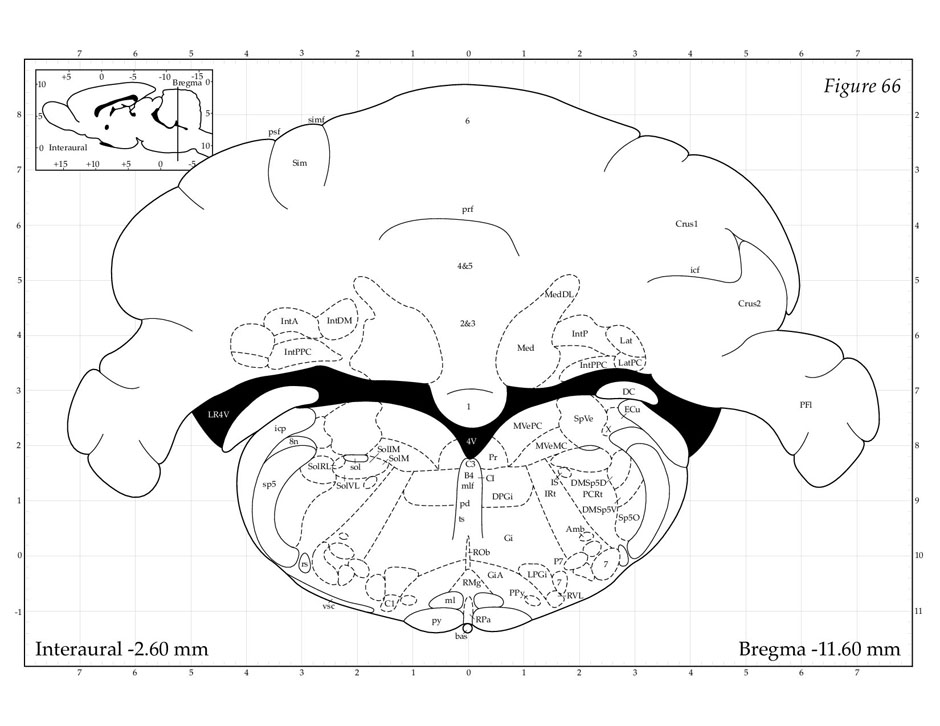 7 6 5 4 3 2 1 0 1 2 3 4 5 6 7
+5 0 -5 -10 -15
Bregma
10 0
5 5
0 Interaural 10
+15 +10 +5 0 -5
Figure 66
8 2
7 3
6 4
5 5
4 6
3 7
2 8
1 9
0 10
-1 11
6
simf
psf
Sim
prf
Crus1
4&5
icf
MedDL
Crus2
IntA IntDM 2&3 IntP
Lat
IntPPC Med
IntPPC LatPC
DC
1 PFl
LR4V ECu
SpVe
icp MVePC X
8n 4V
SolIM MVeMC
SolM Pr
SolRL sol C3
B4 CI
sp5 SolVL mlf IS DMSp5D
IRt PCRt
DPGi
pd DMSp5V
ts Sp5O
Amb
Gi
ROb
rs P7 7
GiA LPGi
RMg
PPy RVL
C1 ml
vsc
py RPa
bas
Interaural -2.60 mm Bregma -11.60 mm
7 6 5 4 3 2 1 0 1 2 3 4 5 6 7